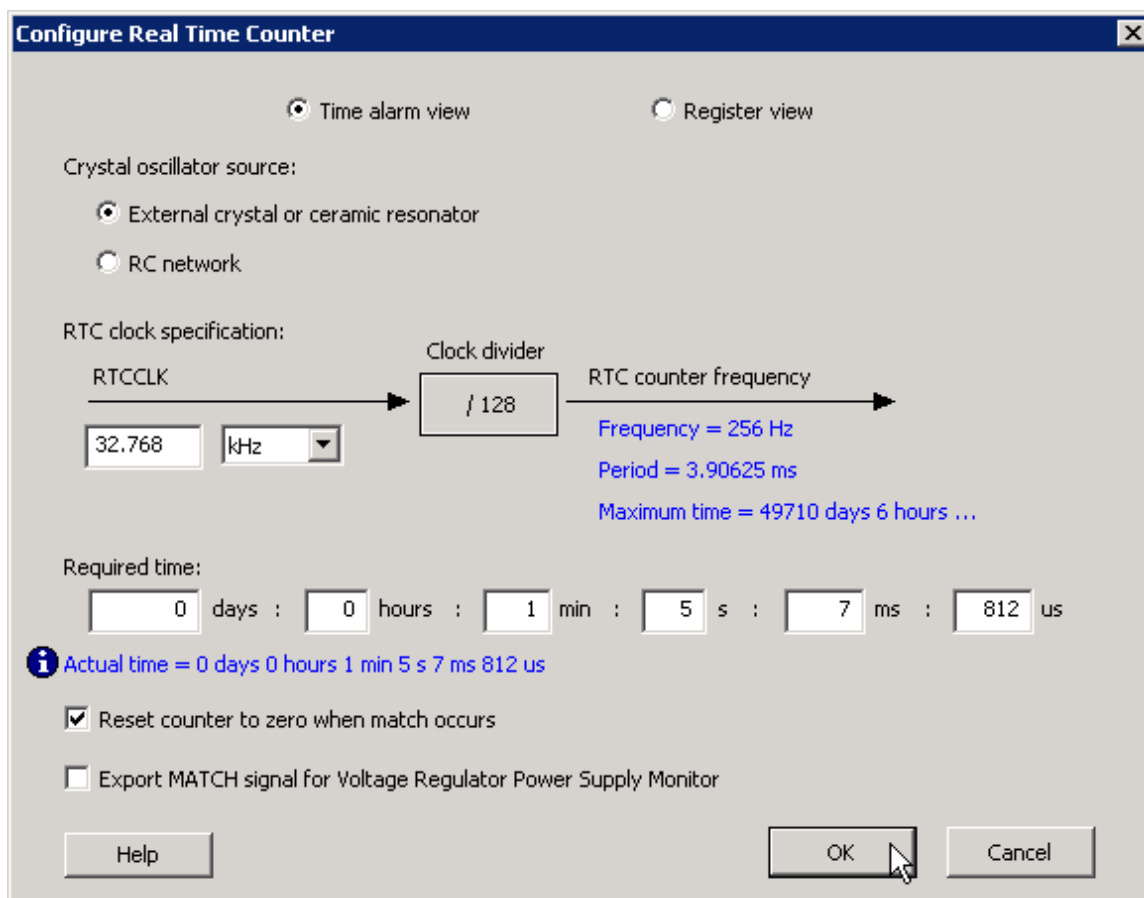 Configure Real Time Counter
Time alarm view Register view
Crystal oscillator source:
External crystal or ceramic resonator
RC network
RTC clock specification:
Clock divider
RTCCLK / 128 RTC counter frequency
32.768 kHz
Frequency = 256 Hz
Period = 3.90625 ms
Maximum time = 49710 days 6 hours ...
Required time:
0 days : 0 hours : 1 min : 5 s : 7 ms : 812 us
Actual time = 0 days 0 hours 1 min 5 s 7 ms 812 us
Reset counter to zero when match occurs
Export MATCH signal for Voltage Regulator Power Supply Monitor
Help OK Cancel